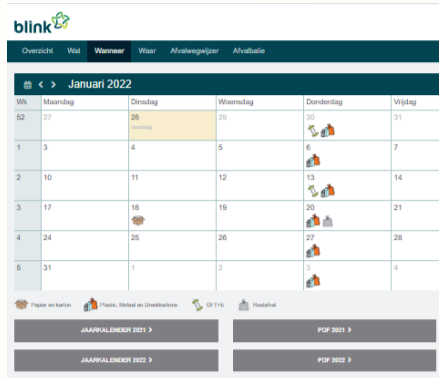 blink
Overzicht Wat Wanneer Waar Afvalwegwijzer Afvalbalie
Januari 2022
Wk Maandag Dinsdag Woensdag Donderdag Vrijdag
52 27 28 29 30 31
vandaag
1 3 4 5 6 7
2 10 11 12 13 14
3 17 18 19 20 21
4 24 25 26 27 28
5 31 1 2 3 4
Papier en karton Plastic, Metaal en Drankkartons GFT+E Restafval
JAARKALENDER 2021 PDF 2021
JAARKALENDER 2022 PDF 2022